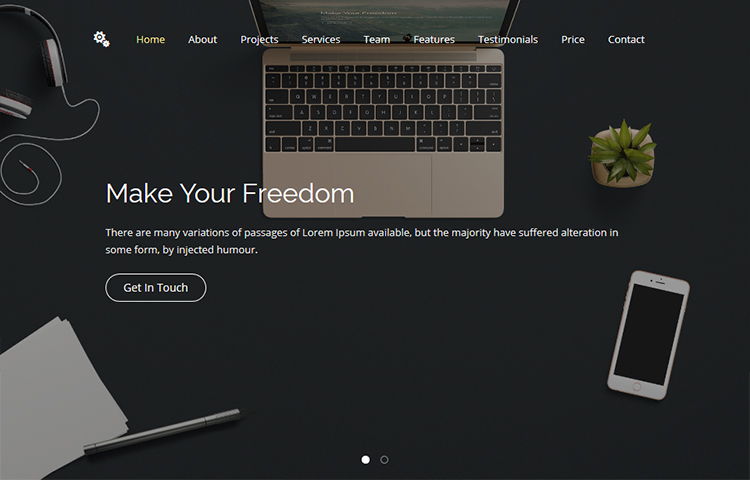 Make Your Freedom
Home About Projects Services Team Features Testimonials Price Contact
Make Your Freedom
There are many variations of passages of Lorem Ipsum available, but the majority have suffered alteration in
some form, by injected humour.
Get In Touch